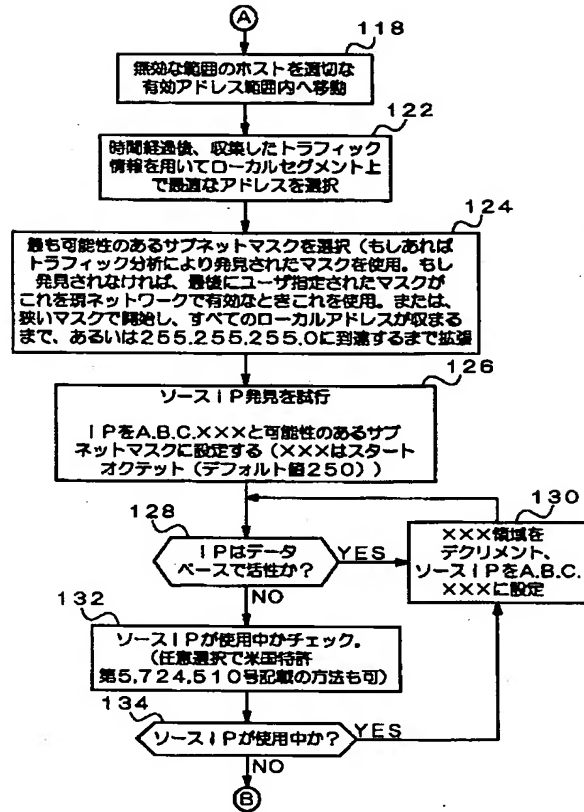 A
118
無効な範囲のホストを適切な
有効アドレス範囲内へ移動
122
時間経過後、収集したトラフィック
情報を用いてローカルセグメント上
で最適なアドレスを選択
124
最も可能性のあるサブネットマスクを選択（もしあれば
トラフィック分析により発見されたマスクを使用。もし
発見されなければ、最後にユーザ指定されたマスクが
これを現ネットワークで有効なときこれを使用。または、
狭いマスクで開始し、すべてのローカルアドレスが収まる
まで、あるいは255.255.255.0に到達するまで拡張
126
ソースIP発見を試行
IPをA.B.C.×××と可能性のあるサブ
ネットマスクに設定する（×××はスタート
オクテット（デフォルト値250））
128
IPはデータ
ベースで活性か？
YES
NO
130
×××領域を
デクリメント、
ソースIPをA.B.C.
×××に設定
132
ソースIPが使用中かチェック。
（任意選択で米国特許
第5,724,510号記載の方法も可）
134
ソースIPが使用中か？
YES
NO
B